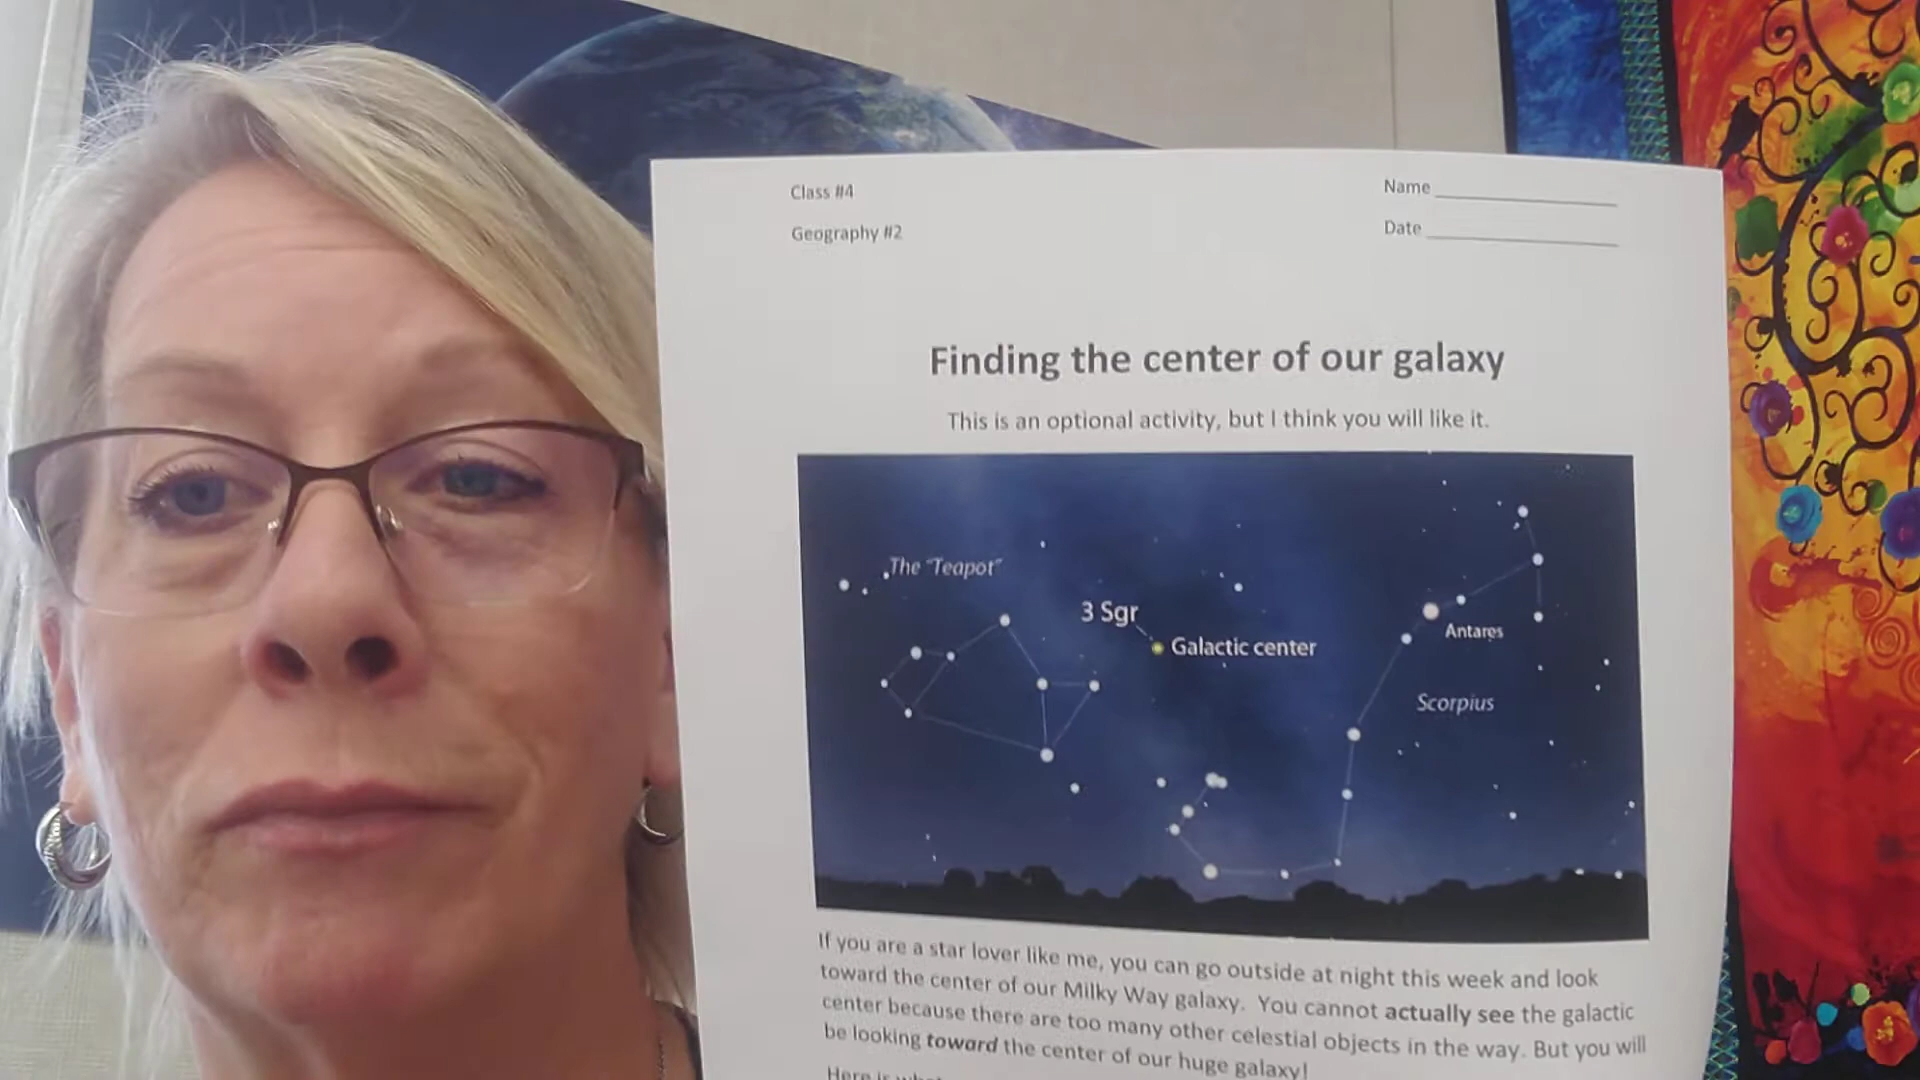 Class #4
Name
Geography #2
Date
Finding the center of our galaxy
This is an optional activity, but I think you will like it.
The "Teapot"
3 Sgr
Galactic center
Antares
Scorpius
If you are a star lover like me, you can go outside at night this week and look
toward the center of our Milky Way galaxy. You cannot actually see the galactic
center because there are too many other celestial objects in the way. But you will
be looking toward the center of our huge galaxy!
Here is